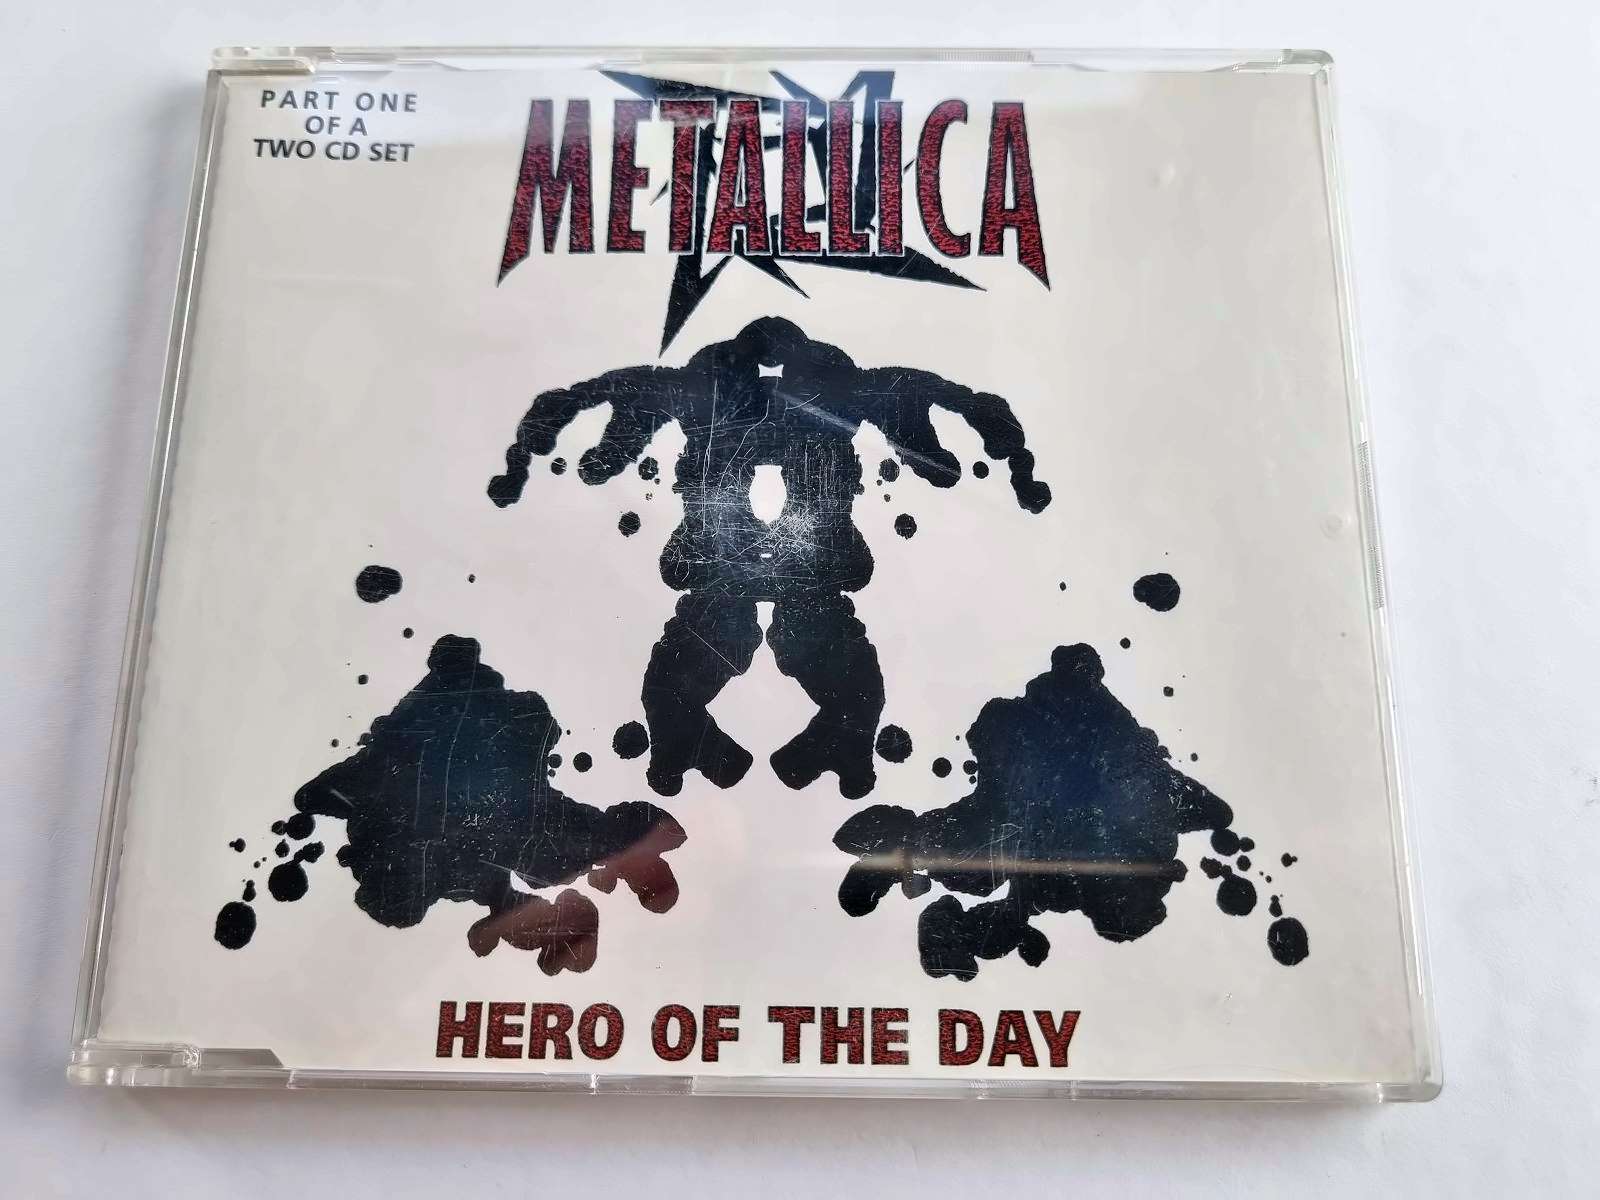 PART ONE
OF A
TWO CD SET
METALLICA
HERO OF THE DAY